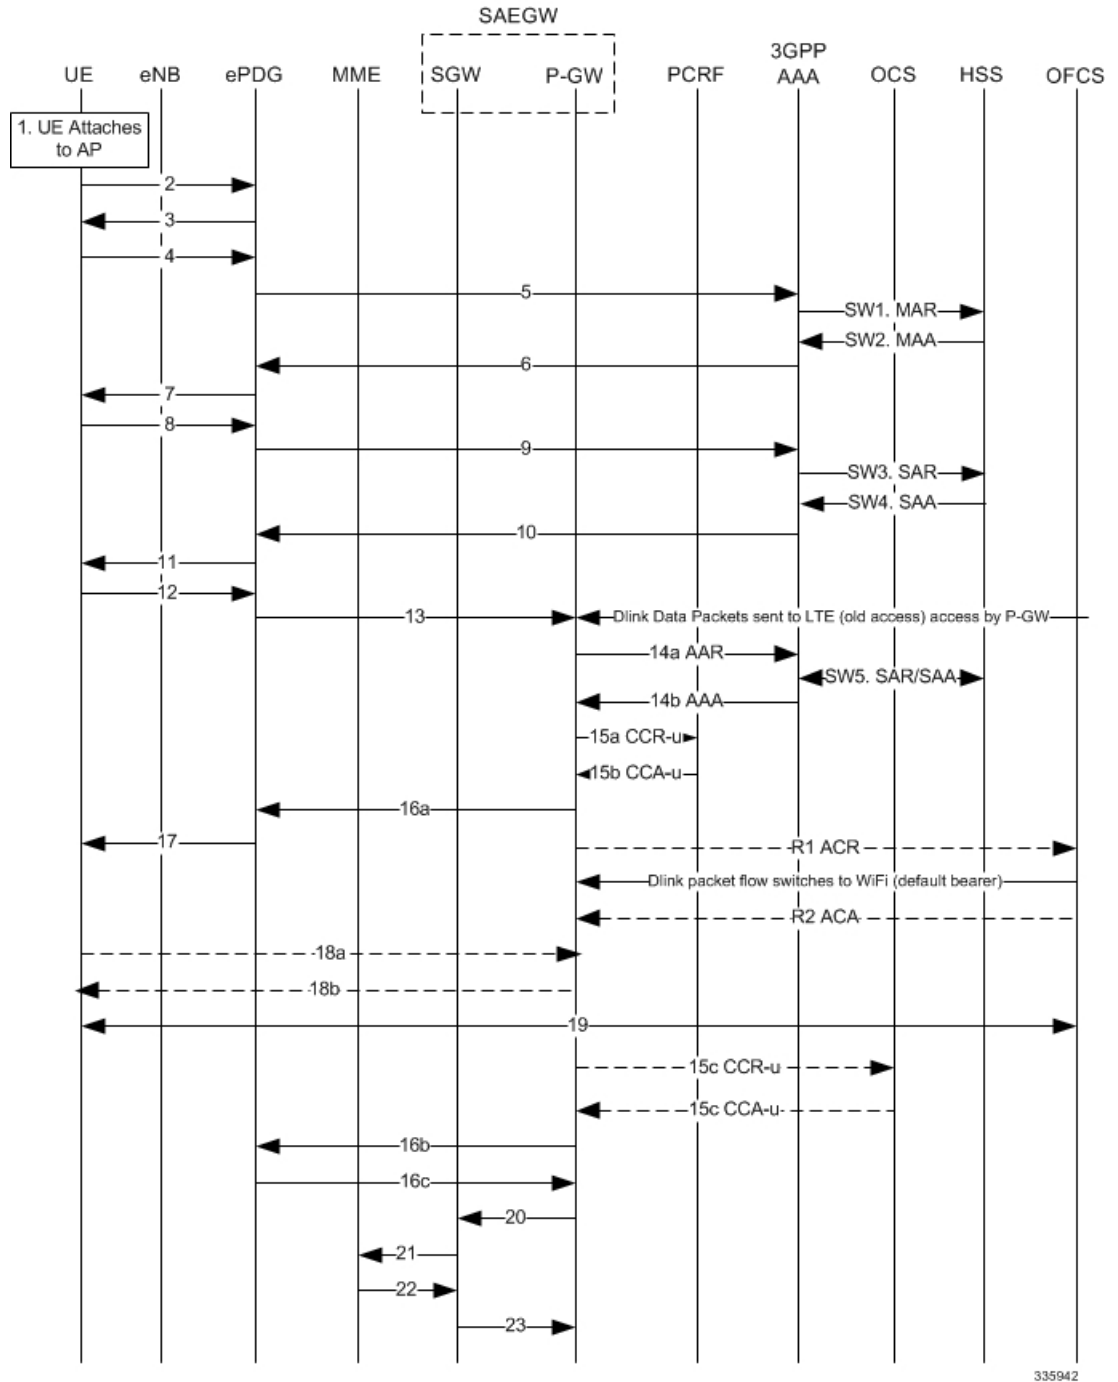 SAEGW
UE eNB ePDG MME SGW P-GW PCRF 3GPP AAA OCS HSS OFCS
1. UE Attaches
to AP
2
3
4
5
SW1. MAR
SW2. MAA
6
7
8
9
SW3. SAR
SW4. SAA
10
11
12
13 Dlink Data Packets sent to LTE (old access) access by P-GW
14a AAR
SW5. SAR/SAA
14b AAA
15a CCR-u
15b CCA-u
16a
17
R1 ACR
Dlink packet flow switches to WiFi (default bearer)
R2 ACA
18a
18b
19
15c CCR-u
15c CCA-u
16b
16c
20
21
22
23
335942